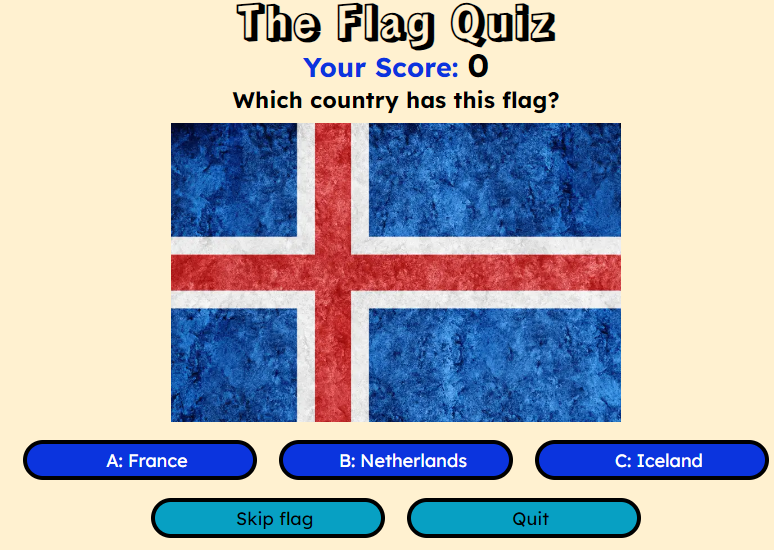 The Flag Quiz
Your Score: 0
Which country has this flag?
A: France
B: Netherlands
C: Iceland
Skip flag
Quit